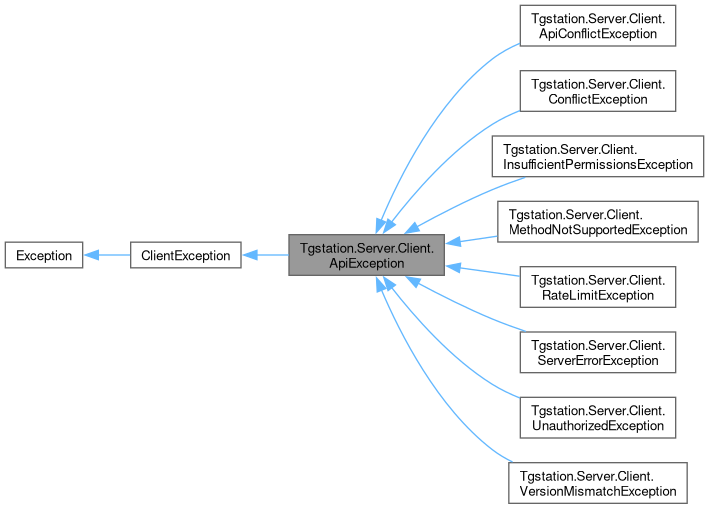 Exception
ClientException
Tgstation.Server.Client.
ApiException
Tgstation.Server.Client.
ApiConflictException
Tgstation.Server.Client.
ConflictException
Tgstation.Server.Client.
InsufficientPermissionsException
Tgstation.Server.Client.
MethodNotSupportedException
Tgstation.Server.Client.
RateLimitException
Tgstation.Server.Client.
ServerErrorException
Tgstation.Server.Client.
UnauthorizedException
Tgstation.Server.Client.
VersionMismatchException